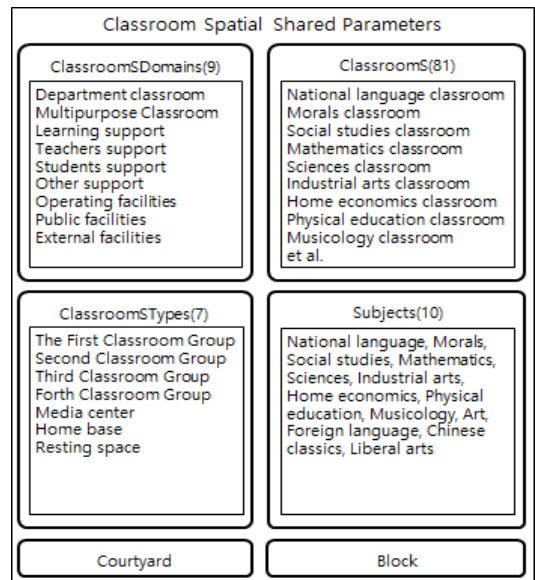 Classroom Spatial Shared Parameters
ClassroomSDomains(9)
Department classroom
Multipurpose Classroom
Learning support
Teachers support
Students support
Other support
Operating facilities
Public facilities
External facilities
ClassroomS(81)
National language classroom
Morals classroom
Social studies classroom
Mathematics classroom
Sciences classroom
Industrial arts classroom
Home economics classroom
Physical education classroom
Musicology classroom
et al.
ClassroomSTypes(7)
The First Classroom Group
Second Classroom Group
Third Classroom Group
Forth Classroom Group
Media center
Home base
Resting space
Subjects(10)
National language, Morals,
Social studies, Mathematics,
Sciences, Industrial arts,
Home economics, Physical
education, Musicology, Art,
Foreign language, Chinese
classics, Liberal arts
Courtyard
Block